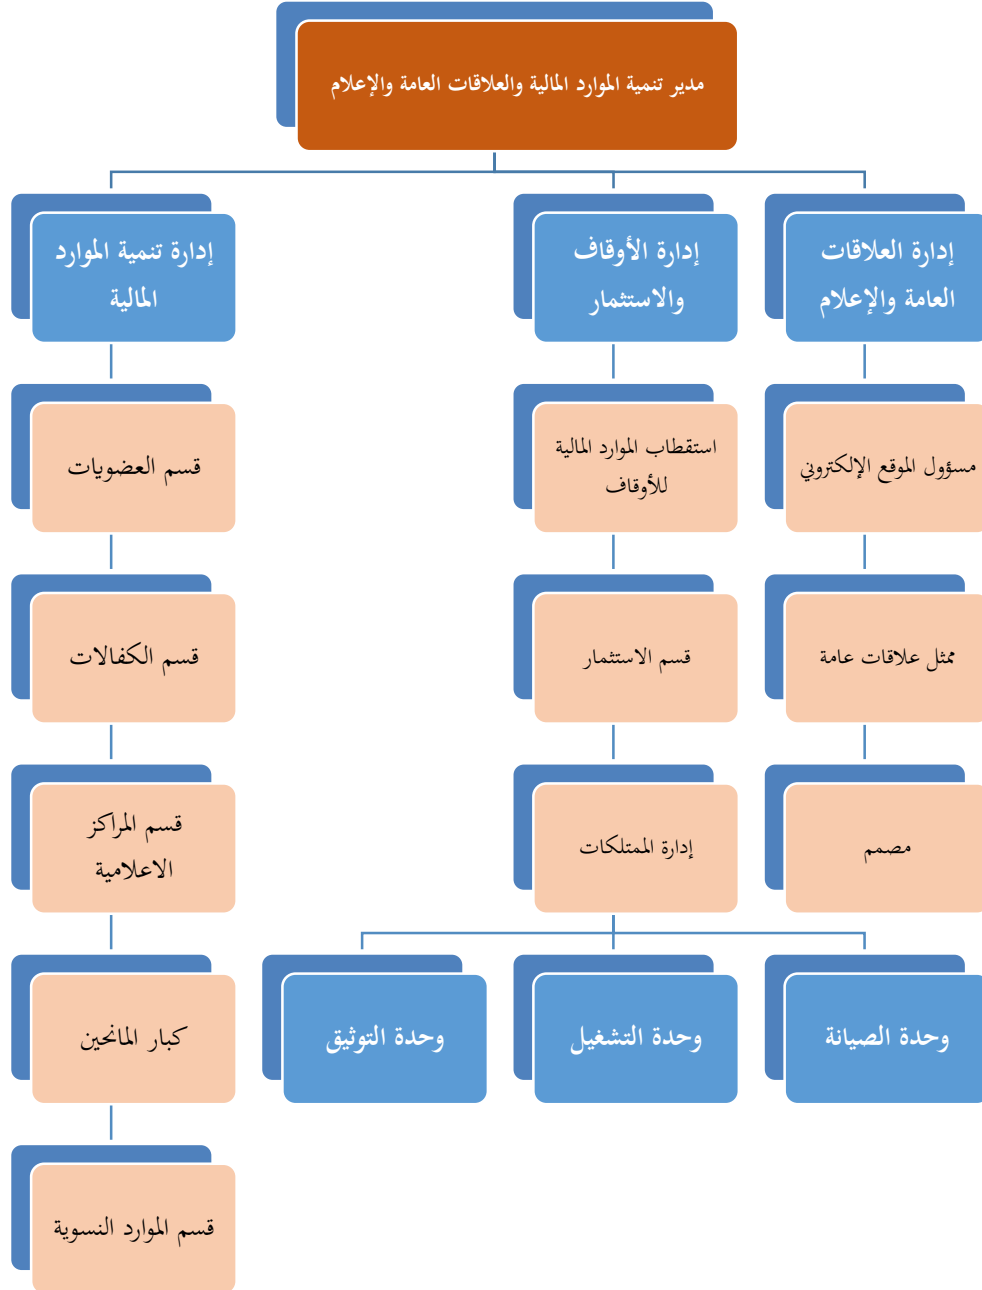 مدير تنمية الموارد المالية والعلاقات العامة والإعلام
إدارة العلاقات
العامة والإعلام
إدارة الأوقاف
والاستثمار
إدارة تنمية الموارد
المالية
مسؤول الموقع الإلكتروني
استقطاب الموارد المالية
للأوقاف
قسم العضويات
ممثل علاقات عامة
قسم الاستثمار
قسم الكفالات
مصمم
إدارة الممتلكات
قسم المراكز
الاعلامية
وحدة الصيانة
وحدة التشغيل
وحدة التوثيق
كبار المانحين
قسم الموارد النسوية